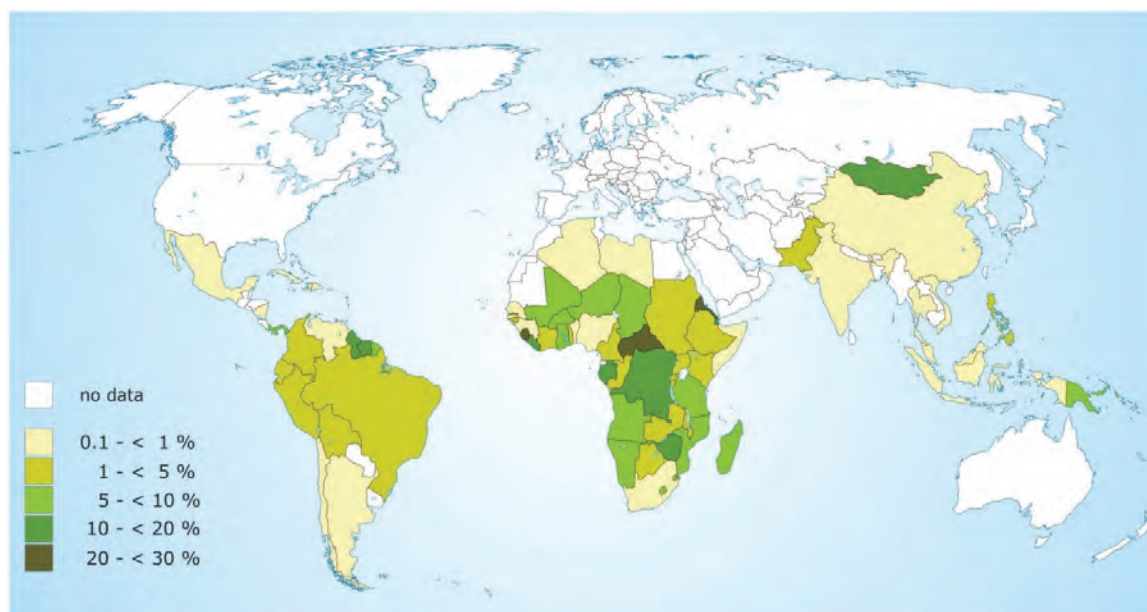 no data
0.1 - < 1 %
1 - < 5 %
5 - < 10 %
10 - < 20 %
20 - < 30 %